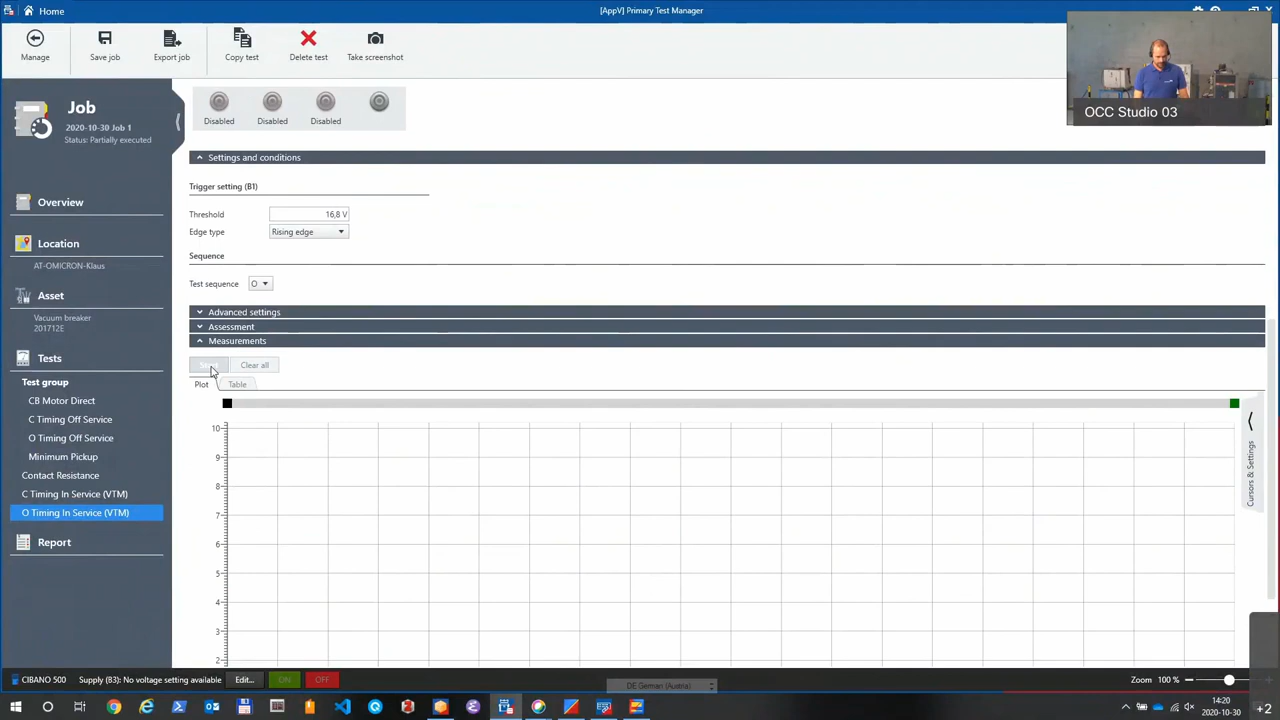 Home
[AppV] Primary Test Manager
Manage
Save job
Export job
Copy test
Delete test
Take screenshot
OCC Studio 03
Job
2020-10-30 Job 1
Status: Partially executed
Disabled
Disabled
Disabled
Settings and conditions
Trigger setting (B1)
Threshold
16,8 V
Edge type
Rising edge
Sequence
Test sequence
O
Advanced settings
Assessment
Measurements
Clear all
Plot
Table
Overview
Location
AT-OMICRON-Klaus
Asset
Vacuum breaker
201712E
Tests
Test group
CB Motor Direct
C Timing Off Service
O Timing Off Service
Minimum Pickup
Contact Resistance
C Timing In Service (VTM)
O Timing In Service (VTM)
Report
10
9
8
7
6
5
4
3
2
Cursors & Settings
CIBANO 500
Supply (B3): No voltage setting available
Edit...
ON
OFF
DE German (Austria)
Zoom 100 %
14:20
2020-10-30
+2